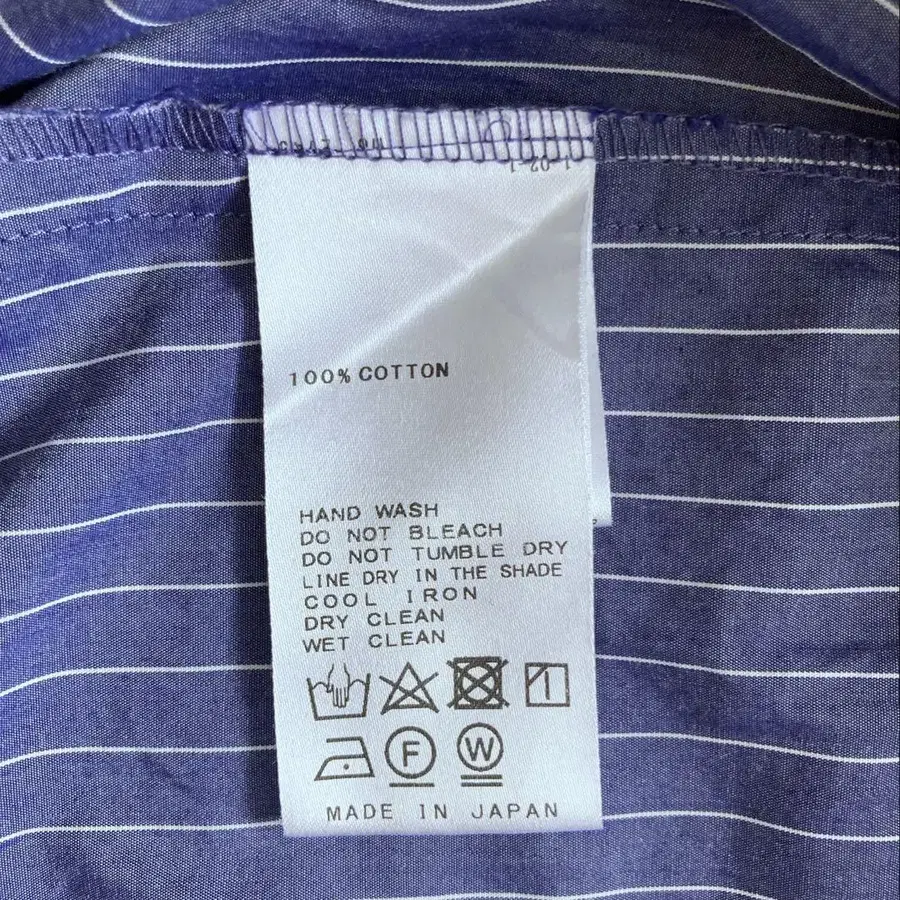 100% COTTON
HAND WASH
DO NOT BLEACH
DO NOT TUMBLE DRY
LINE DRY IN THE SHADE
COOL IRON
DRY CLEAN
WET CLEAN
F W
MADE IN JAPAN